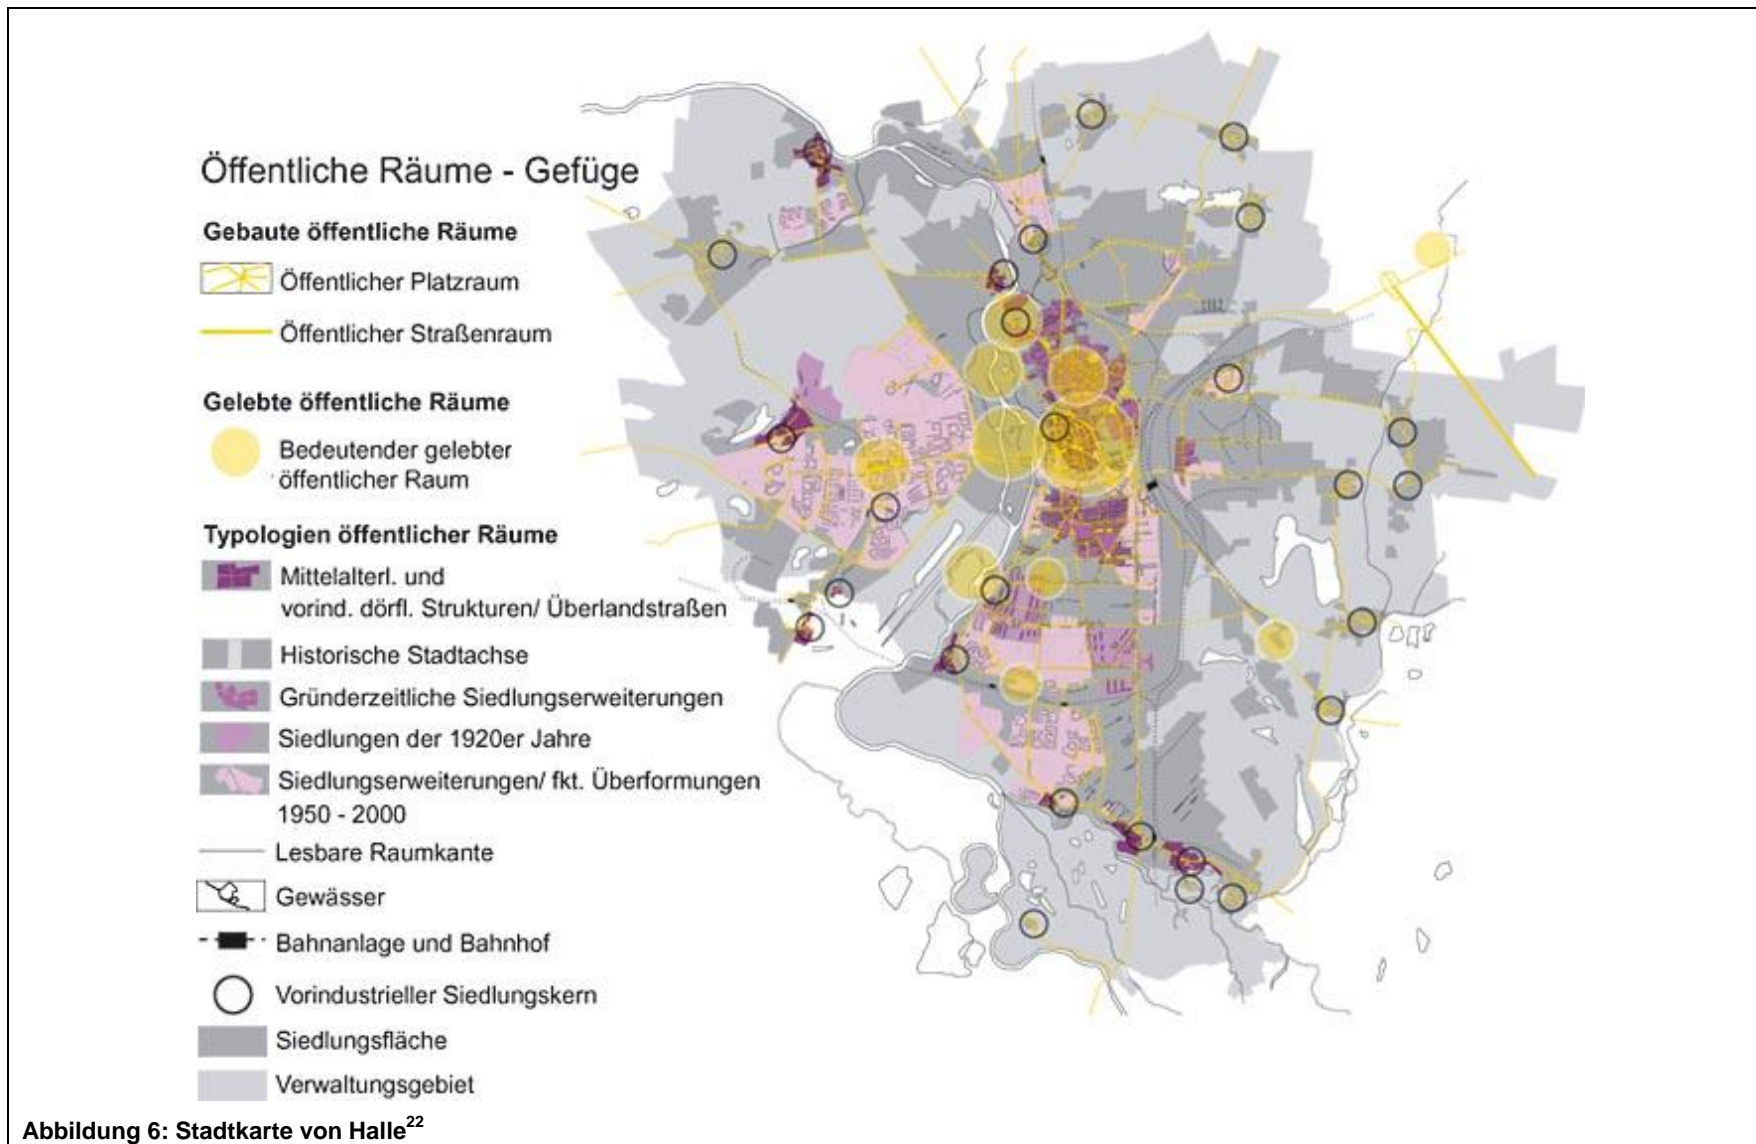 Öffentliche Räume - Gefüge
Gebaute öffentliche Räume
Öffentlicher Platzraum
Öffentlicher Straßenraum
Gelebte öffentliche Räume
Bedeutender gelebter
öffentlicher Raum
Typologien öffentlicher Räume
Mittelalterl. und
vorind. dörfl. Strukturen/ Überlandstraßen
Historische Stadtachse
Gründerzeitliche Siedlungserweiterungen
Siedlungen der 1920er Jahre
Siedlungserweiterungen/ fkt. Überformungen
1950 - 2000
Lesbare Raumkante
Gewässer
Bahnanlage und Bahnhof
Vorindustrieller Siedlungskern
Siedlungsfläche
Verwaltungsgebiet
Abbildung 6: Stadtkarte von Halle22